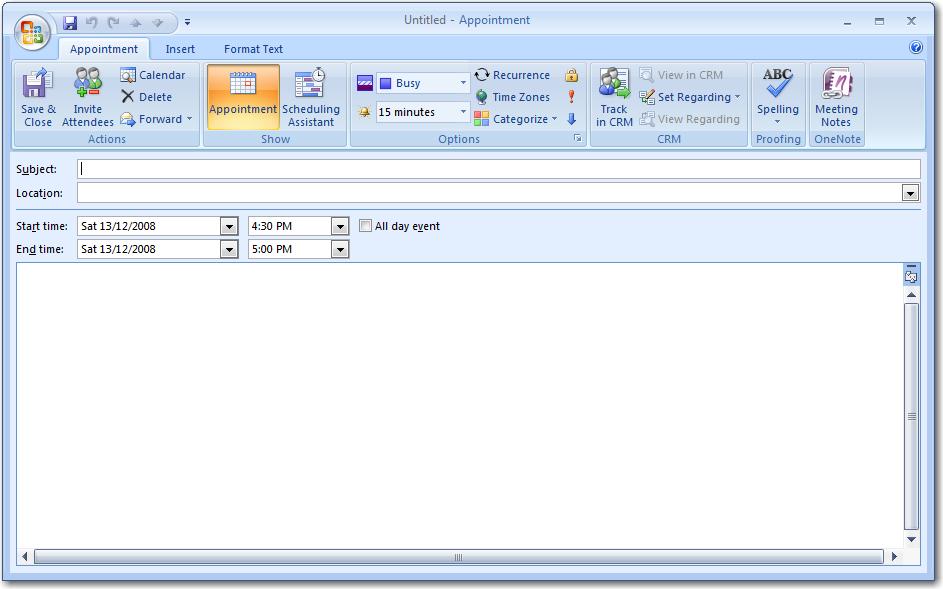 Untitled - Appointment
Appointment Insert Format Text
Save & Close
Invite Attendees
Calendar
Delete
Forward
Actions
Appointment
Scheduling Assistant
Show
Busy
15 minutes
Recurrence
Time Zones
Categorize
Options
Track in CRM
View in CRM
Set Regarding
View Regarding
CRM
ABC
Spelling
Proofing
Meeting Notes
OneNote
Subject:
Location:
Start time: Sat 13/12/2008 4:30 PM All day event
End time: Sat 13/12/2008 5:00 PM